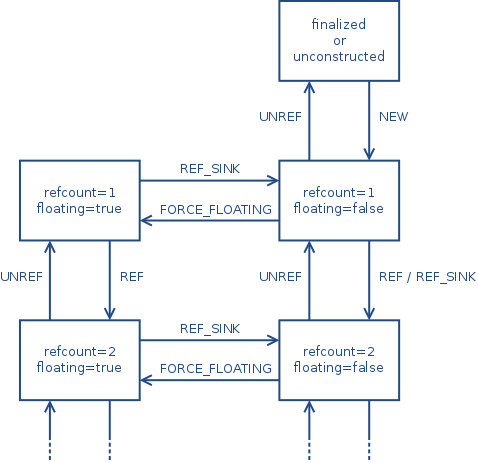 finalized
or
unconstructed
UNREF
NEW
REF_SINK
refcount=1
floating=true
refcount=1
floating=false
FORCE_FLOATING
UNREF
REF
UNREF
REF / REF_SINK
REF_SINK
refcount=2
floating=true
refcount=2
floating=false
FORCE_FLOATING